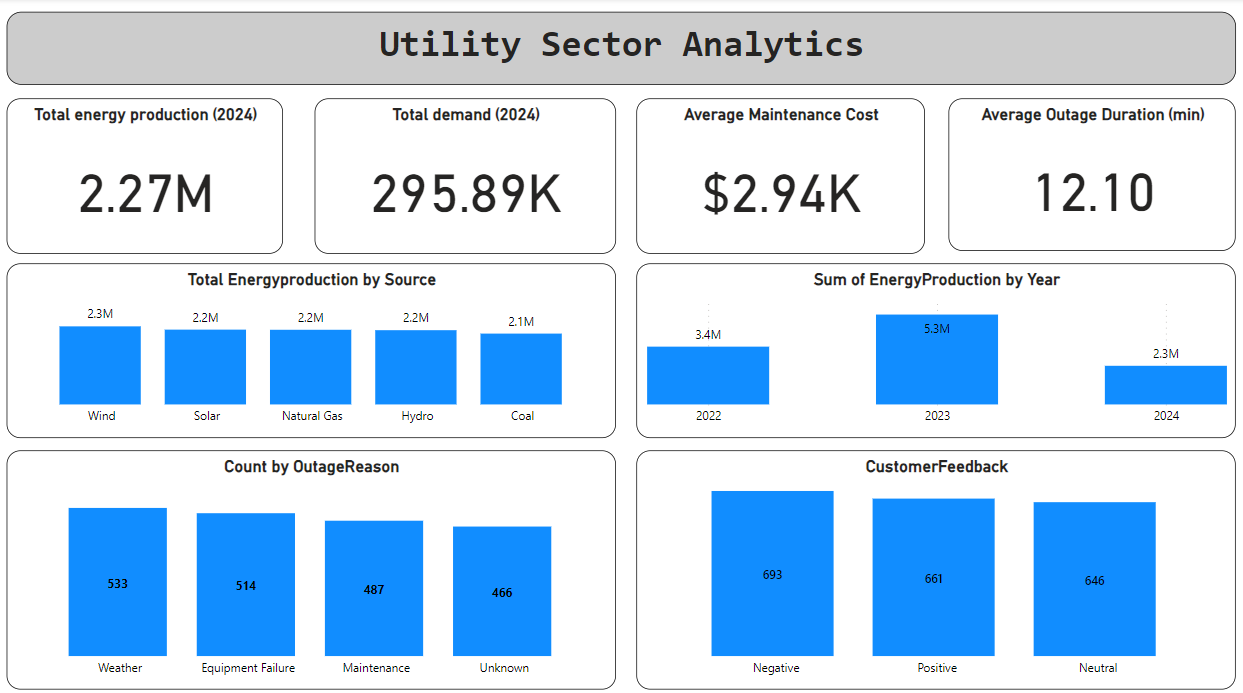 Utility Sector Analytics
Total energy production (2024)
2.27M
Total demand (2024)
295.89K
Average Maintenance Cost
$2.94K
Average Outage Duration (min)
12.10
Total Energyproduction by Source
2.3M
2.2M
2.2M
2.2M
2.1M
Wind
Solar
Natural Gas
Hydro
Coal
Sum of EnergyProduction by Year
3.4M
5.3M
2.3M
2022
2023
2024
Count by OutageReason
533
514
487
466
Weather
Equipment Failure
Maintenance
Unknown
CustomerFeedback
693
661
646
Negative
Positive
Neutral